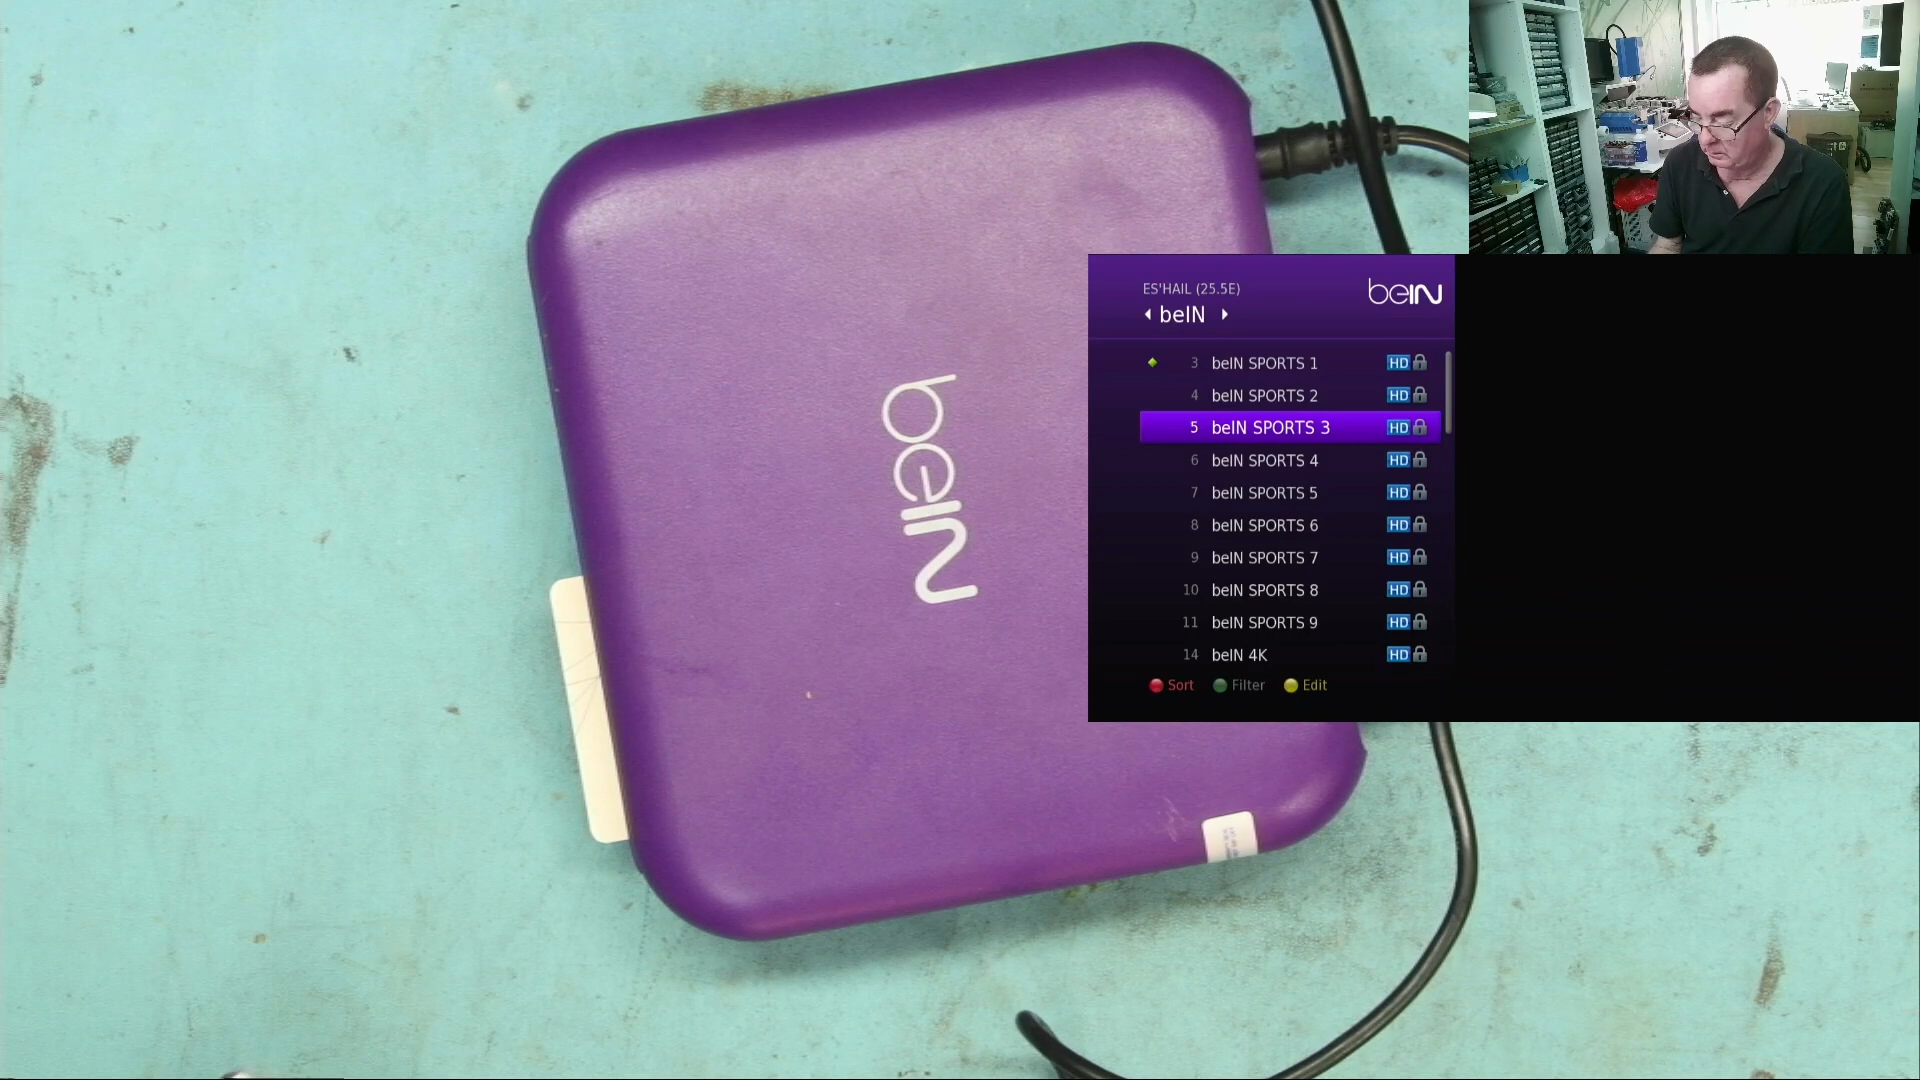 beIN
ES'HAIL (25.5E)
beIN
beIN
3 beIN SPORTS 1 HD
4 beIN SPORTS 2 HD
5 beIN SPORTS 3 HD
6 beIN SPORTS 4 HD
7 beIN SPORTS 5 HD
8 beIN SPORTS 6 HD
9 beIN SPORTS 7 HD
10 beIN SPORTS 8 HD
11 beIN SPORTS 9 HD
14 beIN 4K HD
Sort Filter Edit